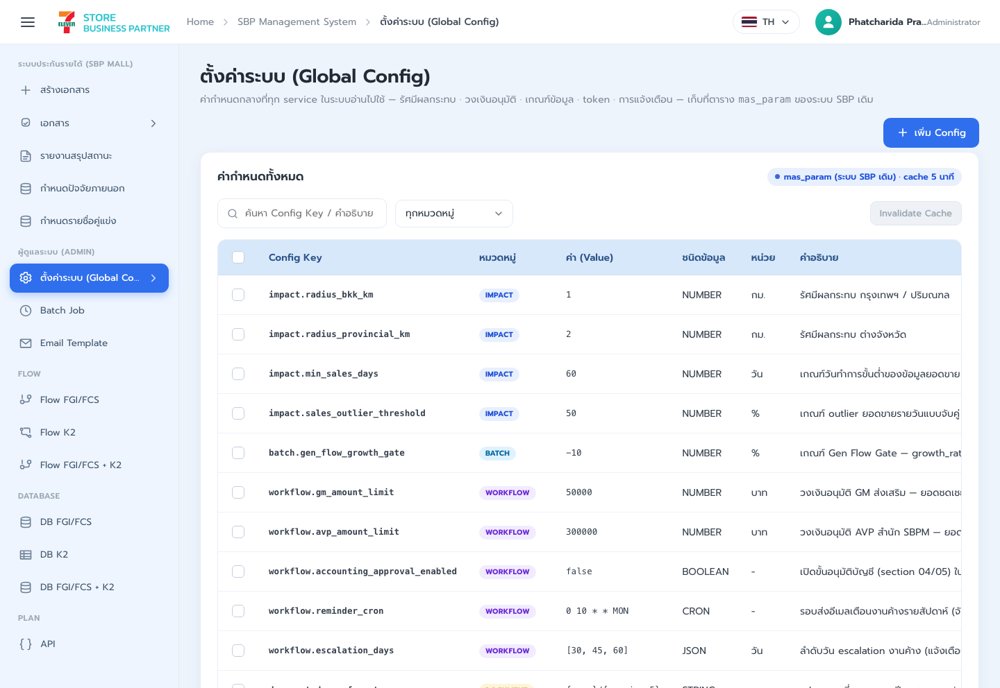 7 ELEVEN
STORE
BUSINESS PARTNER
Home > SBP Management System > ตั้งค่าระบบ (Global Config)
TH
Phatcharida Pra...Administrator
ระบบประกันรายได้ (SBP MALL)
สร้างเอกสาร
เอกสาร
รายงานสรุปสถานะ
กำหนดปัจจัยภายนอก
กำหนดรายชื่อคู่แข่ง
ผู้ดูแลระบบ (ADMIN)
ตั้งค่าระบบ (Global Co...
Batch Job
Email Template
FLOW
Flow FGI/FCS
Flow K2
Flow FGI/FCS + K2
DATABASE
DB FGI/FCS
DB K2
DB FGI/FCS + K2
PLAN
API
ตั้งค่าระบบ (Global Config)
ค่ากำหนดกลางที่ทุก service ในระบบอ่านไปใช้ — รัศมีผลกระทบ · วงเงินอนุมัติ · เกณฑ์ข้อมูล · token · การแจ้งเตือน — เก็บที่ตาราง mas_param ของระบบ SBP เดิม
+ เพิ่ม Config
ค่ากำหนดทั้งหมด
mas_param (ระบบ SBP เดิม) · cache 5 นาที
ค้นหา Config Key / คำอธิบาย
ทุกหมวดหมู่
Invalidate Cache
Config Key หมวดหมู่ ค่า (Value) ชนิดข้อมูล หน่วย คำอธิบาย
impact.radius_bkk_km IMPACT 1 NUMBER กม. รัศมีผลกระทบ กรุงเทพฯ / ปริมณฑล
impact.radius_provincial_km IMPACT 2 NUMBER กม. รัศมีผลกระทบ ต่างจังหวัด
impact.min_sales_days IMPACT 60 NUMBER วัน เกณฑ์วันทำการขั้นต่ำของข้อมูลยอดขาย
impact.sales_outlier_threshold IMPACT 50 NUMBER % เกณฑ์ outlier ยอดขายรายวันแบบจับคู่
batch.gen_flow_growth_gate BATCH −10 NUMBER % เกณฑ์ Gen Flow Gate — growth_rat
workflow.gm_amount_limit WORKFLOW 50000 NUMBER บาท วงเงินอนุมัติ GM ส่งเสริม — ยอดชดเชย
workflow.avp_amount_limit WORKFLOW 300000 NUMBER บาท วงเงินอนุมัติ AVP สำนัก SBPM — ยอด
workflow.accounting_approval_enabled WORKFLOW false BOOLEAN - เปิดขั้นอนุมัติบัญชี (section 04/05) ใน
workflow.reminder_cron WORKFLOW 0 10 * * MON CRON - รอบส่งอีเมลเตือนงานค้างรายสัปดาห์ (จั
workflow.escalation_days WORKFLOW [30, 45, 60] JSON วัน ลำดับวัน escalation งานค้าง (แจ้งเตือ